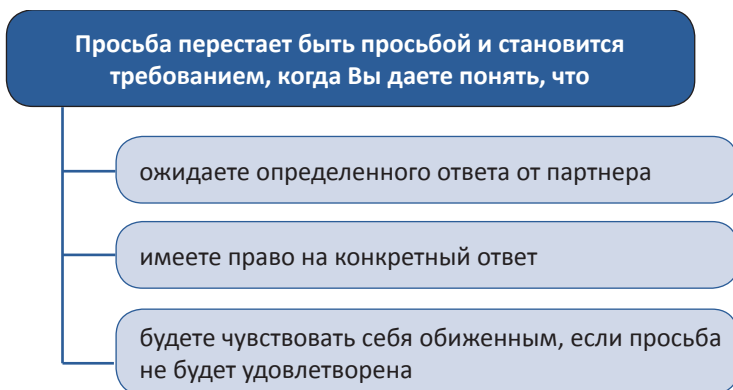 Просьба перестает быть просьбой и становится
требованием, когда Вы даете понять, что
ожидаете определенного ответа от партнера
имеете право на конкретный ответ
будете чувствовать себя обиженным, если просьба
не будет удовлетворена